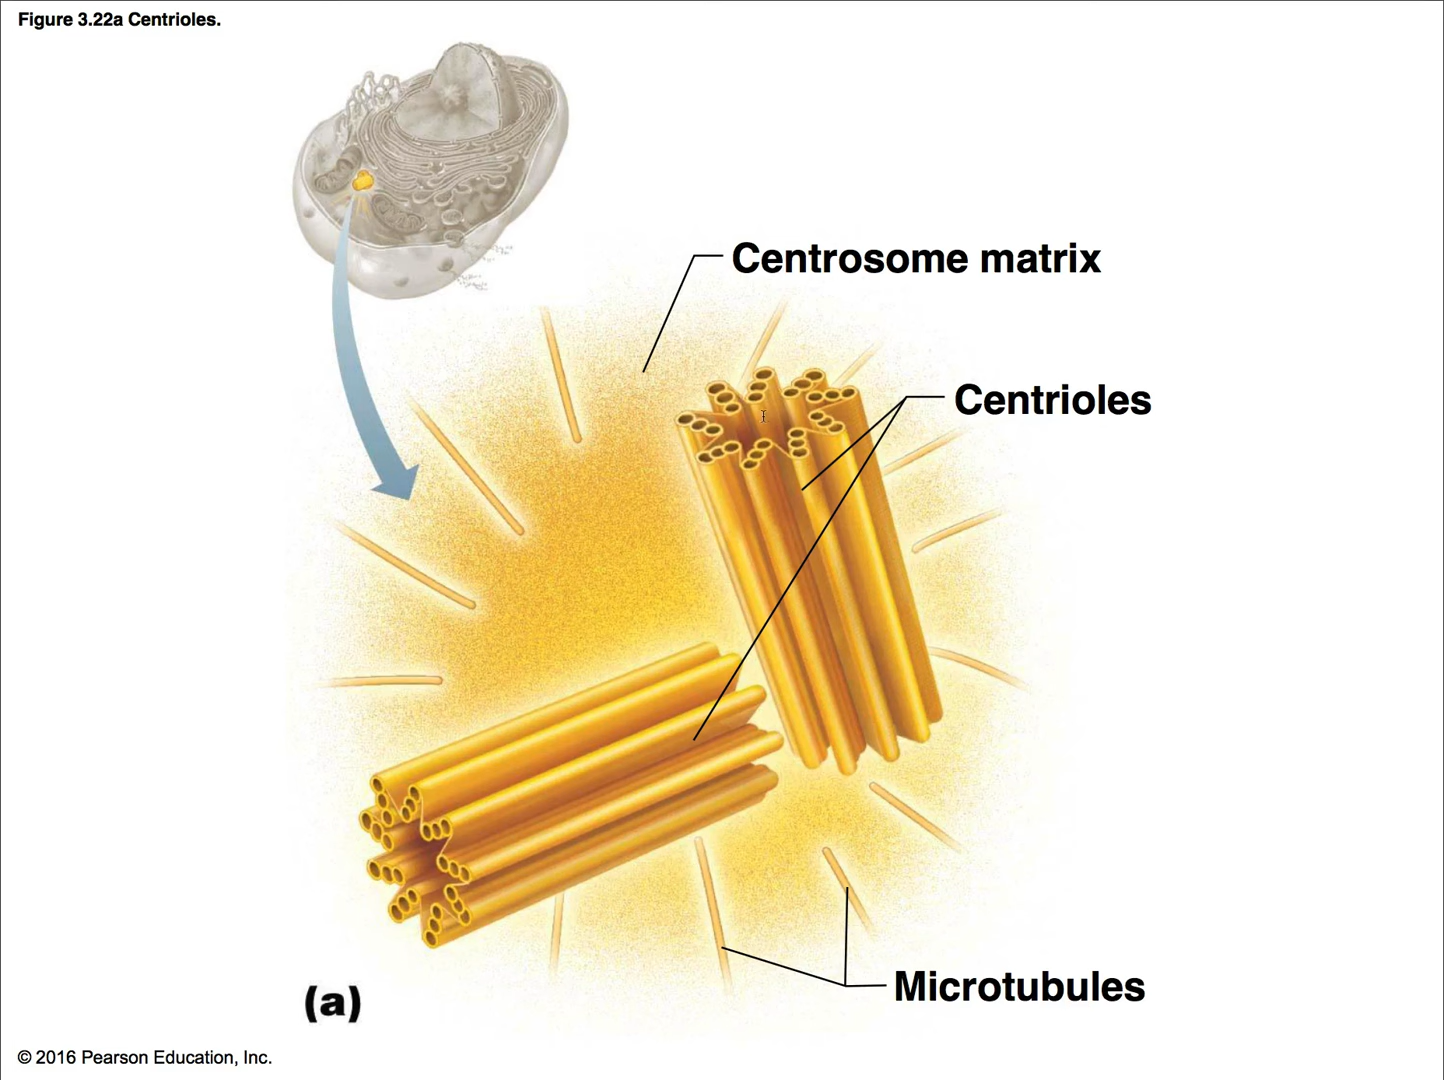 Figure 3.22a Centrioles.
Centrosome matrix
Centrioles
Microtubules
(a)
© 2016 Pearson Education, Inc.